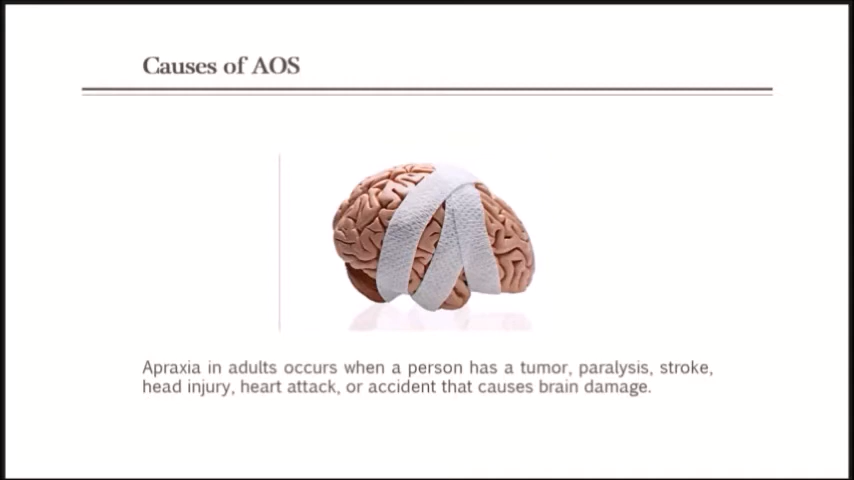 Causes of AOS
Apraxia in adults occurs when a person has a tumor, paralysis, stroke,
head injury, heart attack, or accident that causes brain damage.